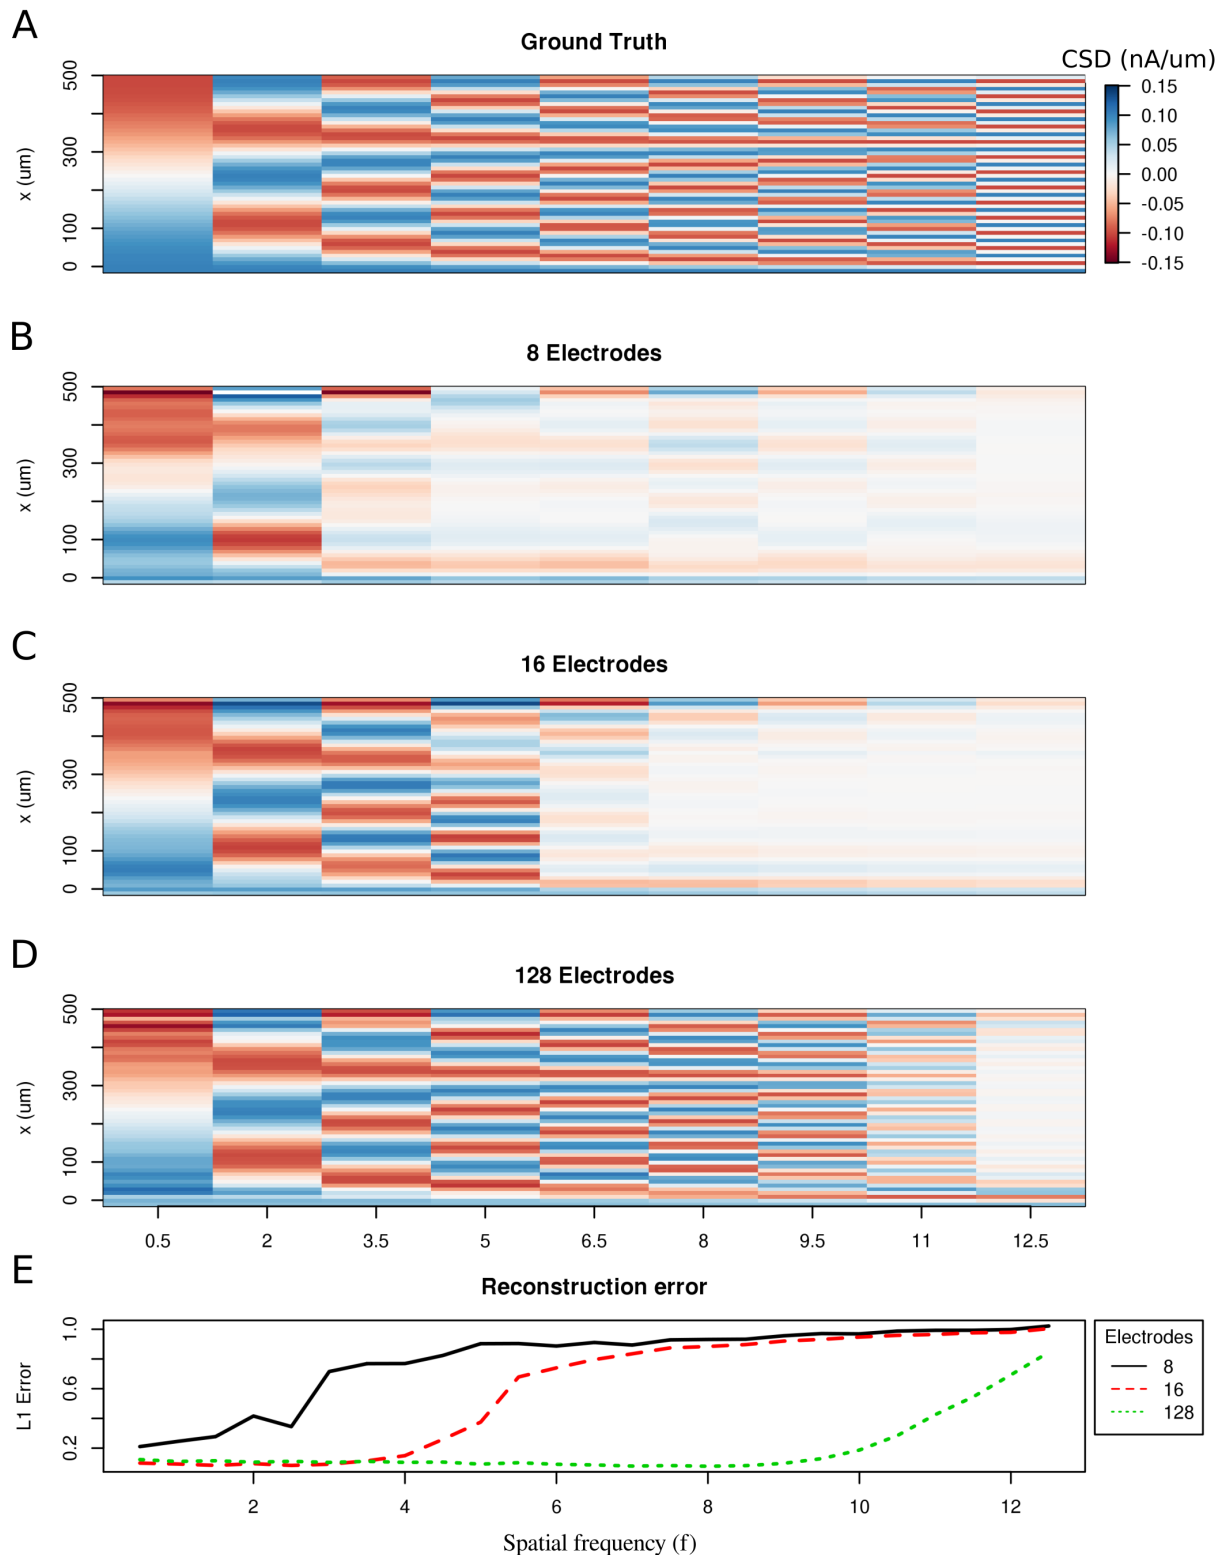 A
Ground Truth
CSD (nA/um)
500
300
100
0
x (um)
0.15
0.10
0.05
0.00
-0.05
-0.10
-0.15
B
8 Electrodes
500
300
100
0
x (um)
C
16 Electrodes
500
300
100
0
x (um)
D
128 Electrodes
500
300
100
0
x (um)
0.5 2 3.5 5 6.5 8 9.5 11 12.5
E
Reconstruction error
1.0
0.6
0.2
L1 Error
Electrodes
8
16
128
2 4 6 8 10 12
Spatial frequency (f)